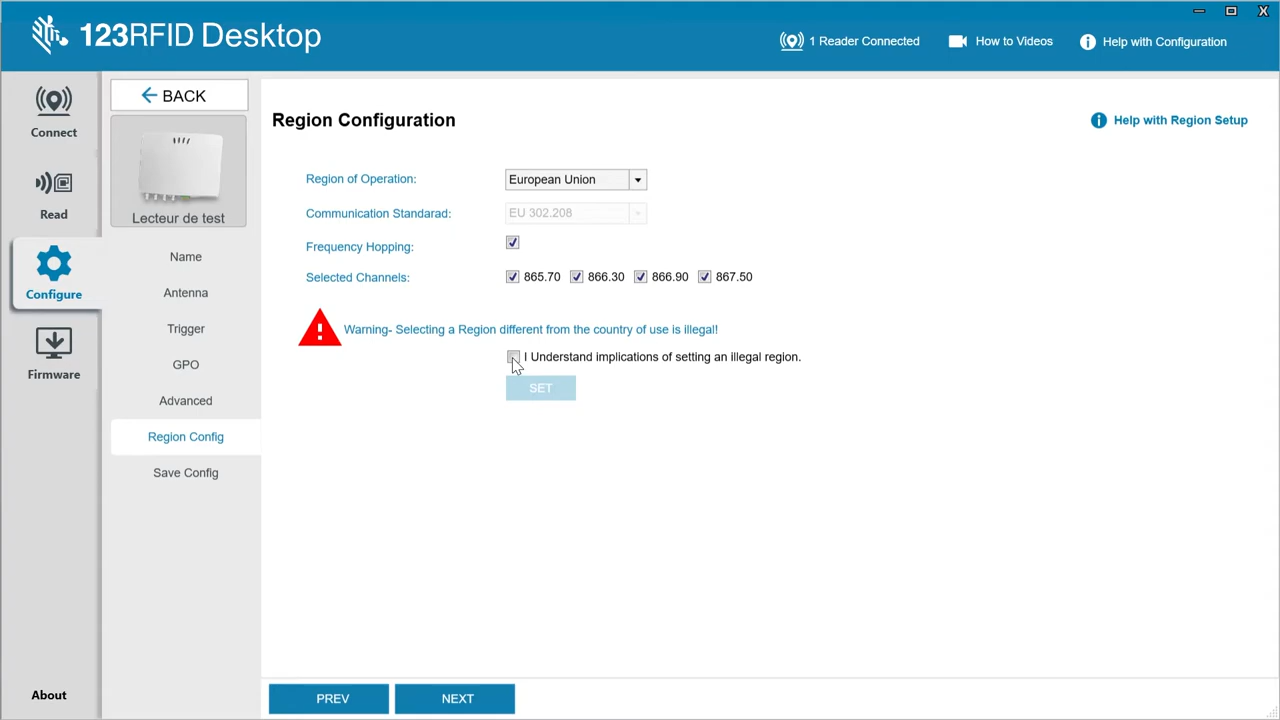 123RFID Desktop
1 Reader Connected
How to Videos
Help with Configuration
Connect
Read
Configure
Firmware
About
BACK
Lecteur de test
Name
Antenna
Trigger
GPO
Advanced
Region Config
Save Config
Region Configuration
Help with Region Setup
Region of Operation: European Union
Communication Standarad: EU 302.208
Frequency Hopping:
Selected Channels: 865.70 866.30 866.90 867.50
Warning- Selecting a Region different from the country of use is illegal!
I Understand implications of setting an illegal region.
SET
PREV NEXT